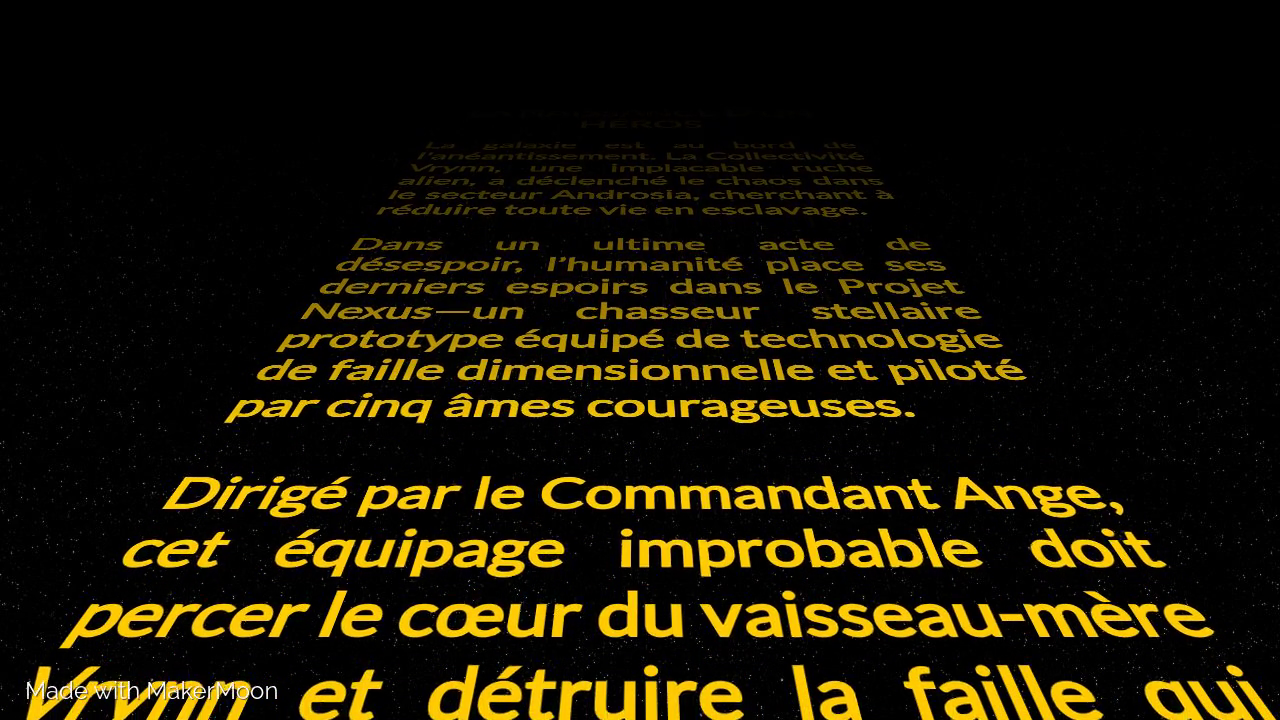 HÉROS
La galaxie est au bord de
l'anéantissement. La Collectivité
Vrynn, une implacable ruche
alien, a déclenché le chaos dans
le secteur Androsia, cherchant à
réduire toute vie en esclavage.
Dans un ultime acte de
désespoir, l'humanité place ses
derniers espoirs dans le Projet
Nexus—un chasseur stellaire
prototype équipé de technologie
de faille dimensionnelle et piloté
par cinq âmes courageuses.
Dirigé par le Commandant Ange,
cet équipage improbable doit
percer le cœur du vaisseau-mère
Vrynn et détruire la faille qui
Made with MakerMoon